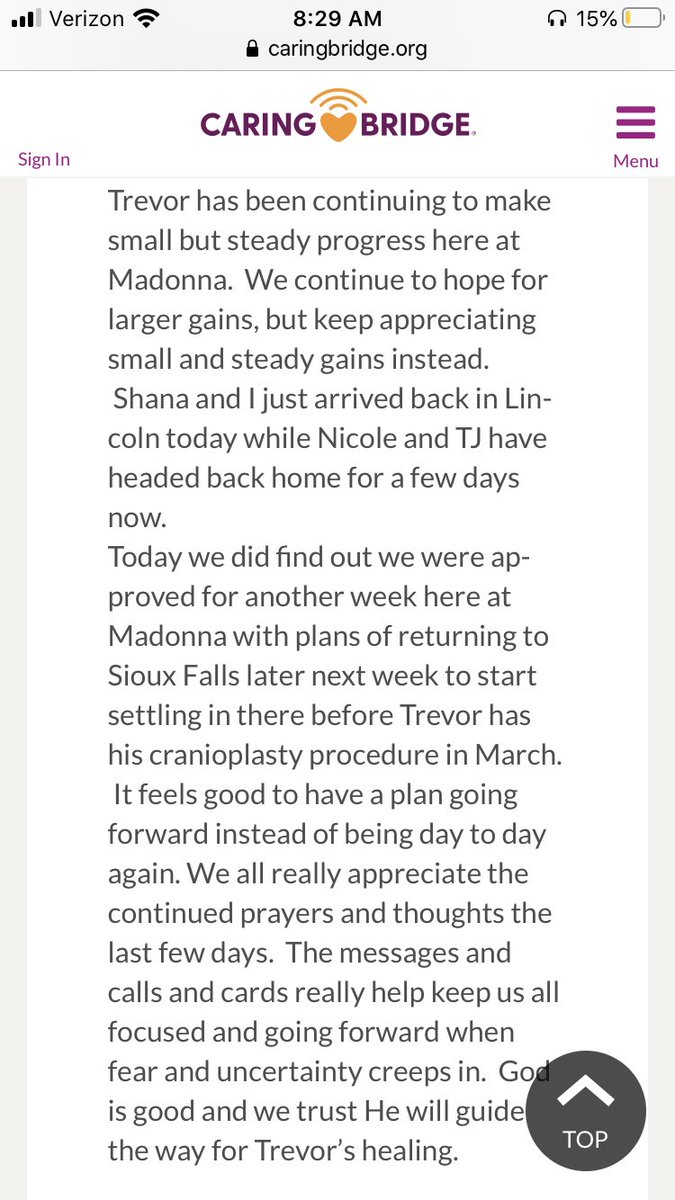 Verizon 8:29 AM 15%
caringbridge.org
CARING BRIDGE
Sign In Menu
Trevor has been continuing to make
small but steady progress here at
Madonna.  We continue to hope for
larger gains, but keep appreciating
small and steady gains instead.
Shana and I just arrived back in Lin-
coln today while Nicole and TJ have
headed back home for a few days
now.
Today we did find out we were ap-
proved for another week here at
Madonna with plans of returning to
Sioux Falls later next week to start
settling in there before Trevor has
his cranioplasty procedure in March.
It feels good to have a plan going
forward instead of being day to day
again. We all really appreciate the
continued prayers and thoughts the
last few days.  The messages and
calls and cards really help keep us all
focused and going forward when
fear and uncertainty creeps in.  God
is good and we trust He will guide
the way for Trevor’s healing.
TOP